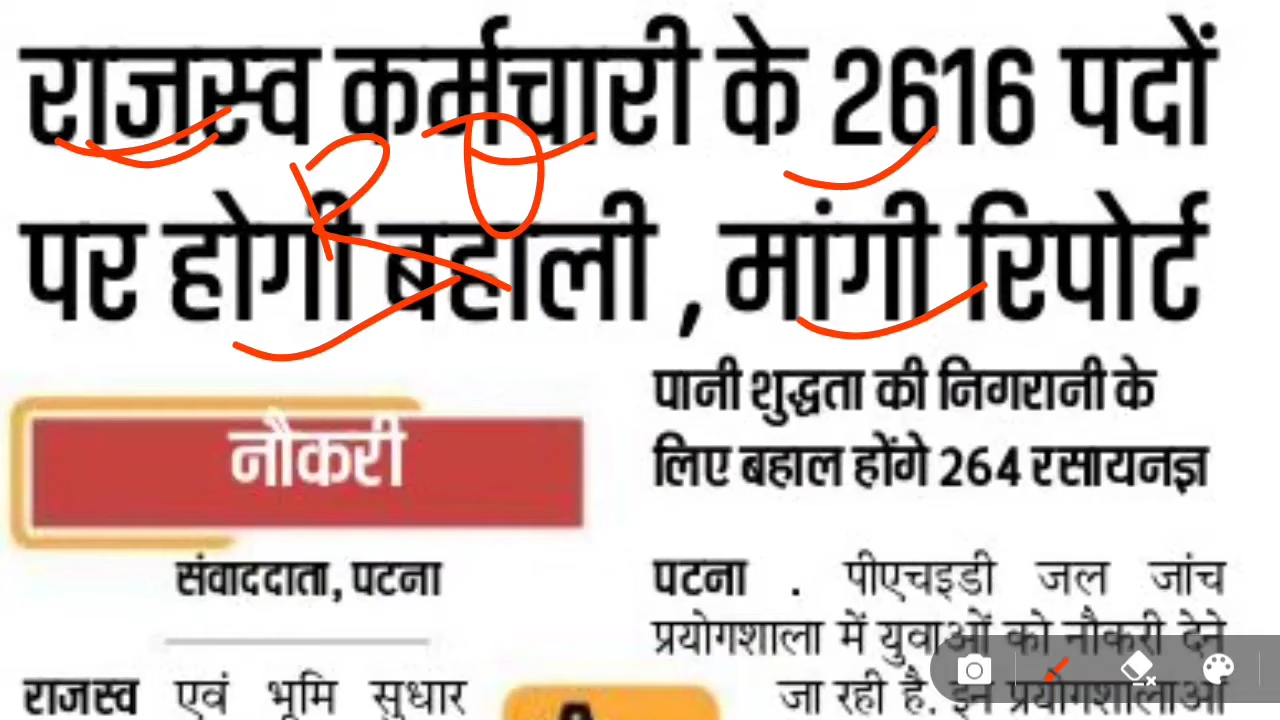 राजस्व कर्मचारी के 2616 पदों
पर होगी बहाली , मांगी रिपोर्ट
नौकरी
संवाददाता, पटना
राजस्व एवं भूमि सुधार
पानी शुद्धता की निगरानी के
लिए बहाल होंगे 264 रसायनज्ञ
पटना . पीएचइडी जल जांच
प्रयोगशाला में युवाओं को नौकरी देने
जा रही है. इन प्रयोगशालाओं
RO